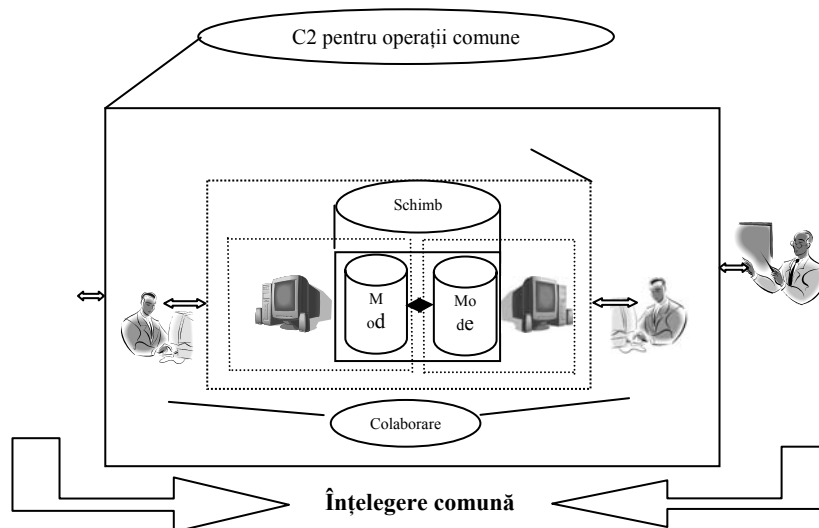 C2 pentru operații comune
Schimb
M
od
Mo
de
Colaborare
Înțelegere comună